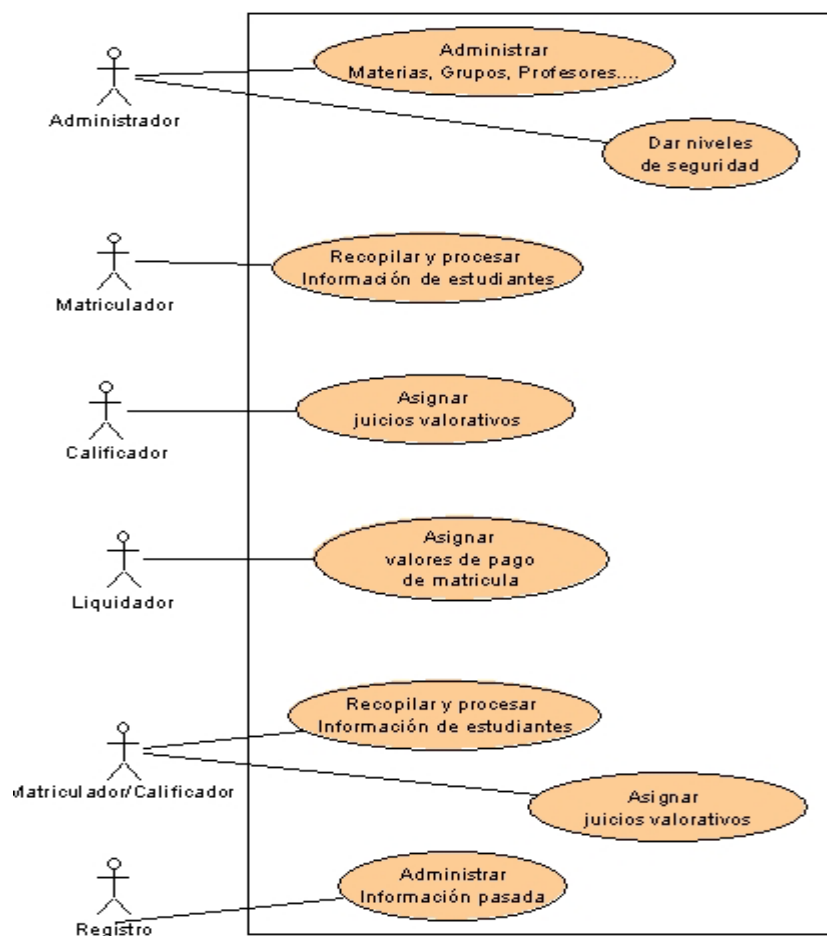 Administrar
Materias, Grupos, Profesores....
Administrador
Dar niveles
de seguridad
Recopilar y procesar
Información de estudiantes
Matriculador
Asignar
juicios valorativos
Calificador
Asignar
valores de pago
de matricula
Liquidador
Recopilar y procesar
Información de estudiantes
Matriculador/Calificador
Asignar
juicios valorativos
Administrar
Información pasada
Registro